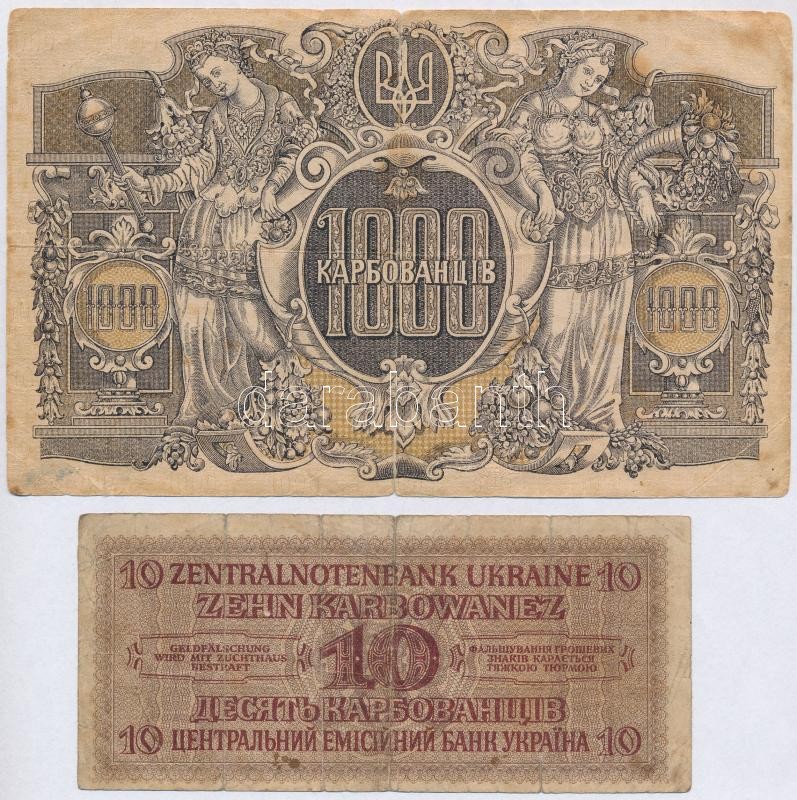 1000
КАРБОВАНЦІВ
1000
1000
darabanth
10 ZENTRALNOTENBANK UKRAINE 10
ZEHN KARBOWANEZ
GELDFÄLSCHUNG
WIRD MIT ZUCHTHAUS
BESTRAFT
10
ФАЛЬШУВАННЯ ГРОШЕВИХ
ЗНАКІВ КАРАЄТЬСЯ
ТЯЖКОЮ ТЮРМОЮ
ДЕСЯТЬ КАРБОВАНЦІВ
10 ЦЕНТРАЛЬНИЙ ЕМІСІЙНИЙ БАНК УКРАЇНА 10